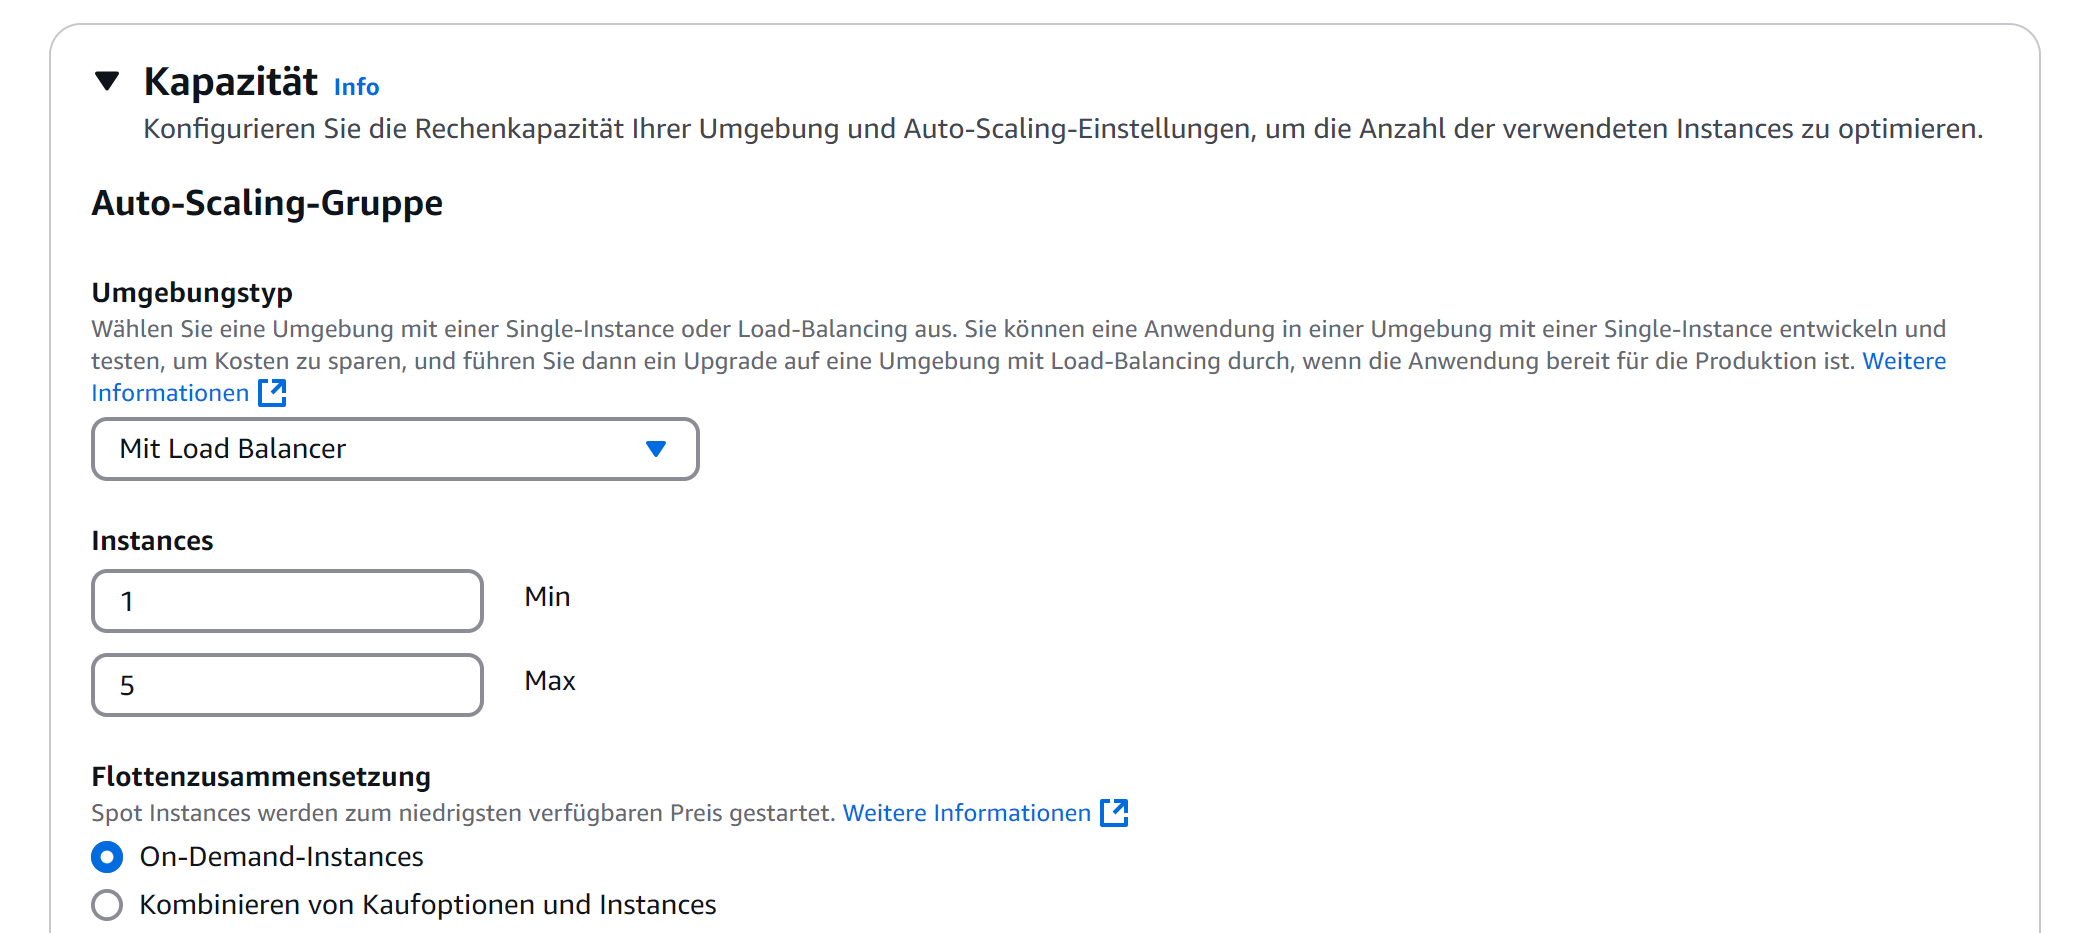 Kapazität Info
Konfigurieren Sie die Rechenkapazität Ihrer Umgebung und Auto-Scaling-Einstellungen, um die Anzahl der verwendeten Instances zu optimieren.
Auto-Scaling-Gruppe
Umgebungstyp
Wählen Sie eine Umgebung mit einer Single-Instance oder Load-Balancing aus. Sie können eine Anwendung in einer Umgebung mit einer Single-Instance entwickeln und
testen, um Kosten zu sparen, und führen Sie dann ein Upgrade auf eine Umgebung mit Load-Balancing durch, wenn die Anwendung bereit für die Produktion ist. Weitere
Informationen
Mit Load Balancer
Instances
1 Min
5 Max
Flottenzusammensetzung
Spot Instances werden zum niedrigsten verfügbaren Preis gestartet. Weitere Informationen
On-Demand-Instances
Kombinieren von Kaufoptionen und Instances